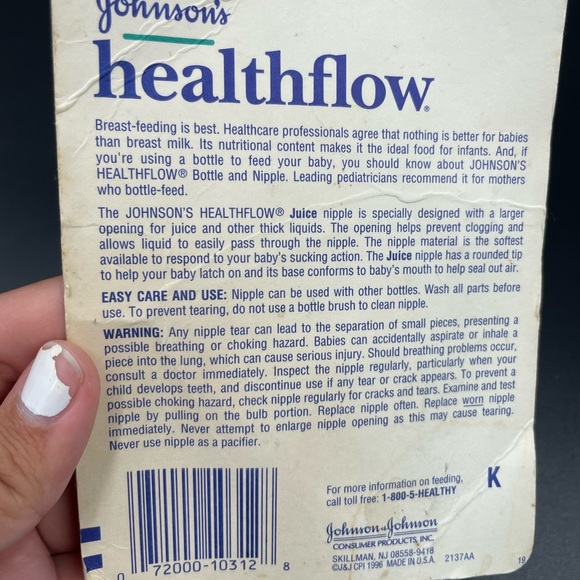 Johnson's
healthflow®
Breast-feeding is best. Healthcare professionals agree that nothing is better for babies
than breast milk. Its nutritional content makes it the ideal food for infants. And, if
you're using a bottle to feed your baby, you should know about JOHNSON'S
HEALTHFLOW® Bottle and Nipple. Leading pediatricians recommend it for mothers
who bottle-feed.
The JOHNSON'S HEALTHFLOW® Juice nipple is specially designed with a larger
opening for juice and other thick liquids. The opening helps prevent clogging and
allows liquid to easily pass through the nipple. The nipple material is the softest
available to respond to your baby's sucking action. The Juice nipple has a rounded tip
to help your baby latch on and its base conforms to baby's mouth to help seal out air.
EASY CARE AND USE: Nipple can be used with other bottles. Wash all parts before
use. To prevent tearing, do not use a bottle brush to clean nipple.
WARNING: Any nipple tear can lead to the separation of small pieces, presenting a
possible breathing or choking hazard. Babies can accidentally aspirate or inhale a
piece into the lung, which can cause serious injury. Should breathing problems occur,
consult a doctor immediately. Inspect the nipple regularly, particularly when your
child develops teeth, and discontinue use if any tear or crack appears. To prevent a
possible choking hazard, check nipple regularly for cracks and tears. Examine and test
nipple by pulling on the bulb portion. Replace nipple often. Replace worn nipple
immediately. Never attempt to enlarge nipple opening as this may cause tearing.
Never use nipple as a pacifier.
For more information on feeding,
call toll free: 1-800-5-HEALTHY
K
Johnson & Johnson
CONSUMER PRODUCTS, INC.
SKILLMAN, NJ 08558-9418
©J&J CPI 1996 MADE IN U.S.A. 2137AA
19
0 72000-10312 8